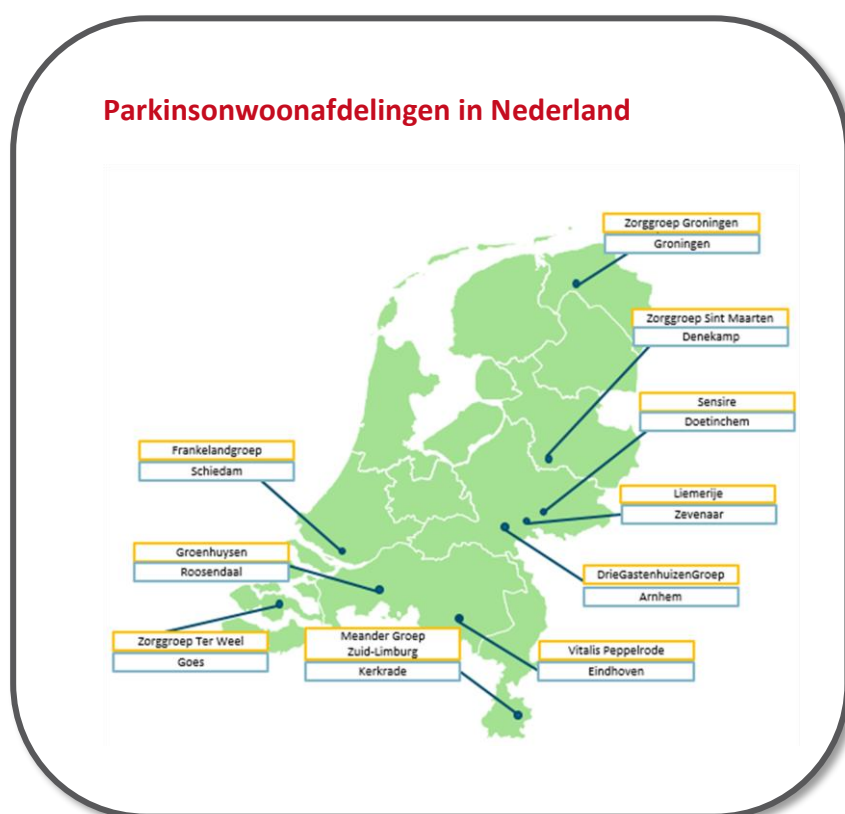 Parkinsonwoonafdelingen in Nederland
Zorggroep Groningen
Groningen
Zorggroep Sint Maarten
Denekamp
Sensire
Doetinchem
Frankelandgroep
Schiedam
Liemerije
Zevenaar
Groenhuysen
Roosendaal
DrieGastenhuizenGroep
Arnhem
Zorggroep Ter Weel
Goes
Meander Groep
Zuid-Limburg
Kerkrade
Vitalis Peppelrode
Eindhoven